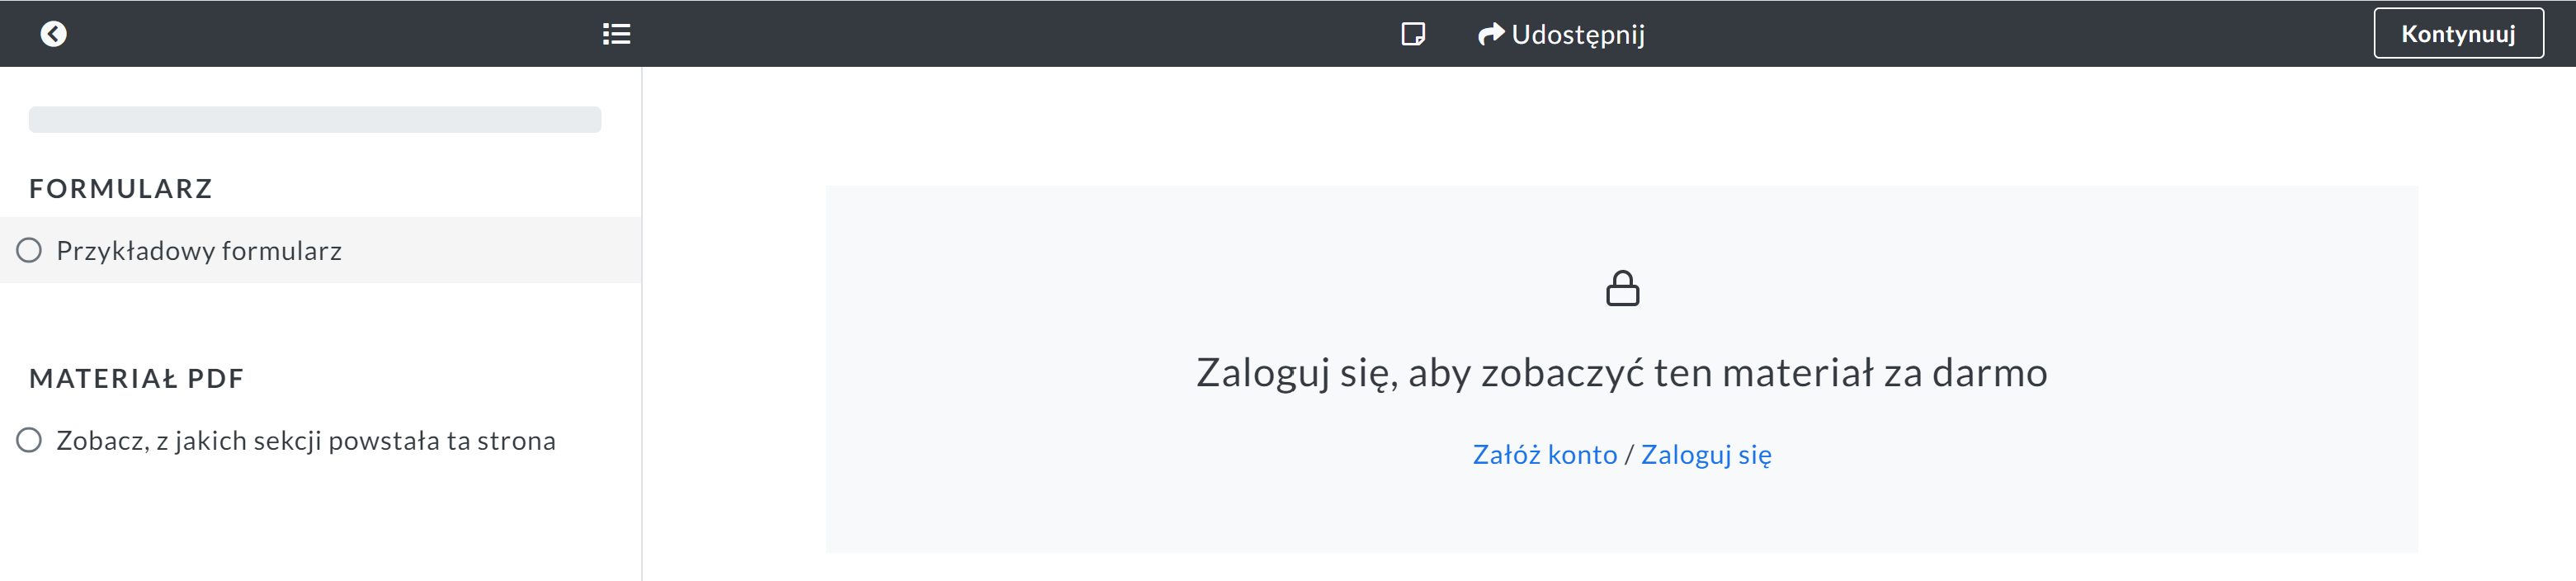 Udostępnij
Kontynuuj
FORMULARZ
Przykładowy formularz
MATERIAŁ PDF
Zobacz, z jakich sekcji powstała ta strona
Zaloguj się, aby zobaczyć ten materiał za darmo
Załóż konto / Zaloguj się